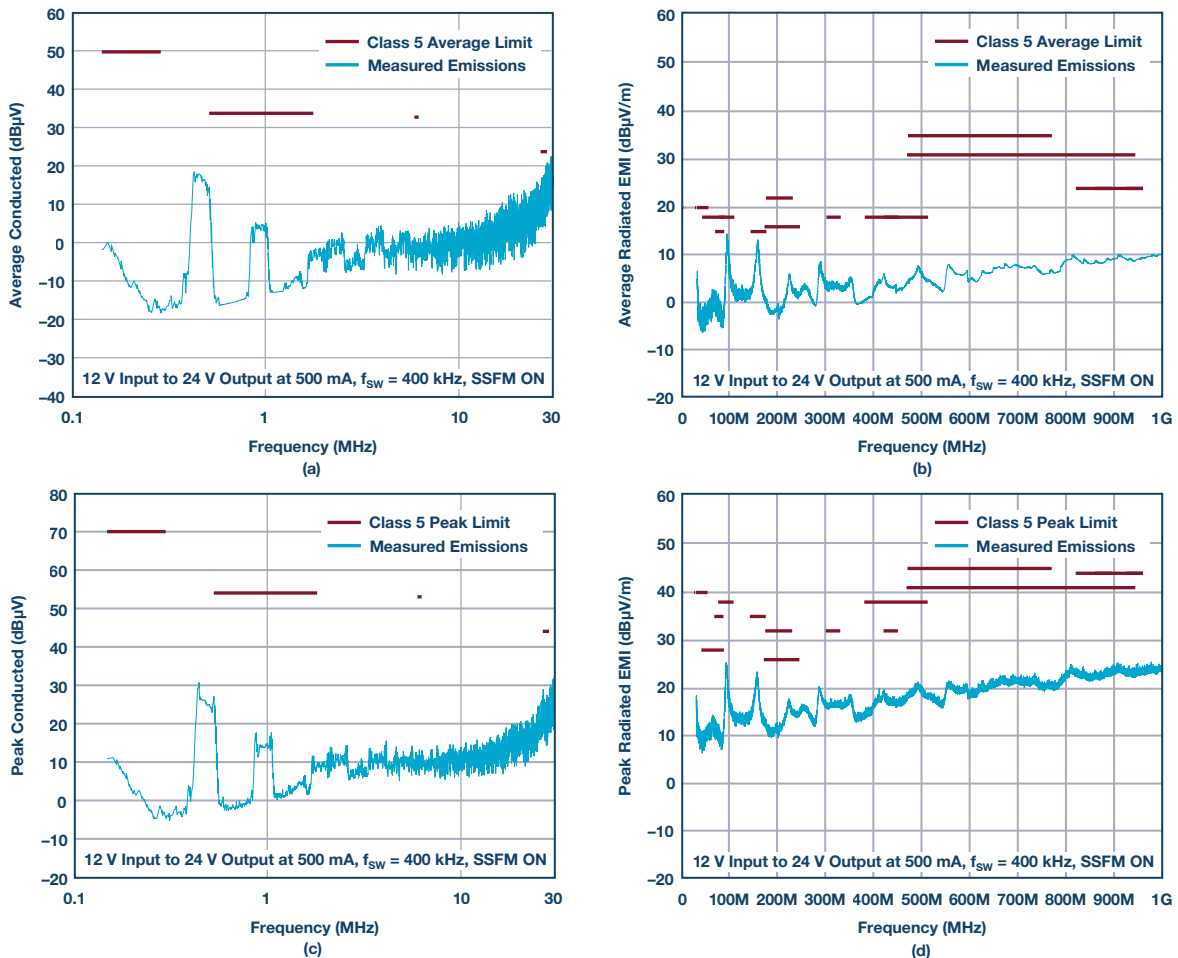 60
50
40
30
20
10
0
−10
−20
−30
−40
Average Conducted (dBµV)
Class 5 Average Limit
Measured Emissions
12 V Input to 24 V Output at 500 mA, fSW = 400 kHz, SSFM ON
0.1
1
10
30
Frequency (MHz)
(a)
60
50
40
30
20
10
0
−10
−20
Average Radiated EMI (dBµV/m)
Class 5 Average Limit
Measured Emissions
12 V Input to 24 V Output at 500 mA, fSW = 400 kHz, SSFM ON
0
100M
200M
300M
400M
500M
600M
700M
800M
900M
1G
Frequency (MHz)
(b)
80
70
60
50
40
30
20
10
0
−10
−20
Peak Conducted (dBµV)
Class 5 Peak Limit
Measured Emissions
12 V Input to 24 V Output at 500 mA, fSW = 400 kHz, SSFM ON
0.1
1
10
30
Frequency (MHz)
(c)
60
50
40
30
20
10
0
−10
−20
Peak Radiated EMI (dBµV/m)
Class 5 Peak Limit
Measured Emissions
12 V Input to 24 V Output at 500 mA, fSW = 400 kHz, SSFM ON
0
100M
200M
300M
400M
500M
600M
700M
800M
900M
1G
Frequency (MHz)
(d)